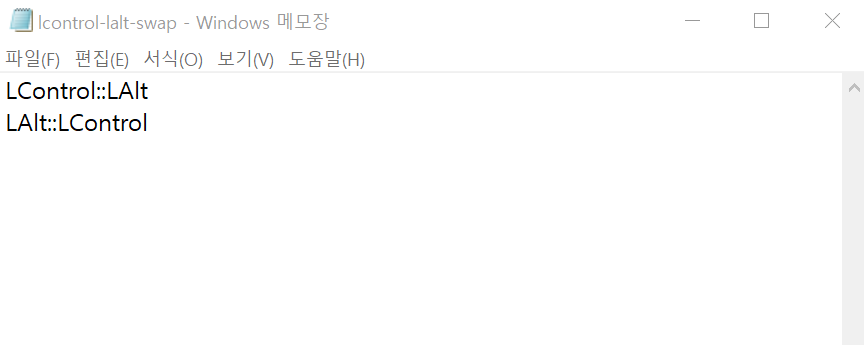 lcontrol-lalt-swap - Windows 메모장
파일(F) 편집(E) 서식(O) 보기(V) 도움말(H)
LControl::LAlt
LAlt::LControl